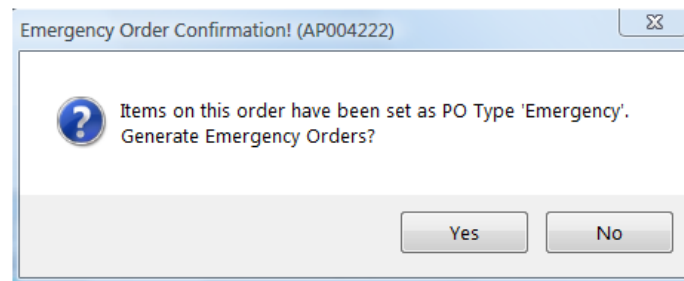 Emergency Order Confirmation! (AP004222)
Items on this order have been set as PO Type 'Emergency'.
Generate Emergency Orders?
Yes
No